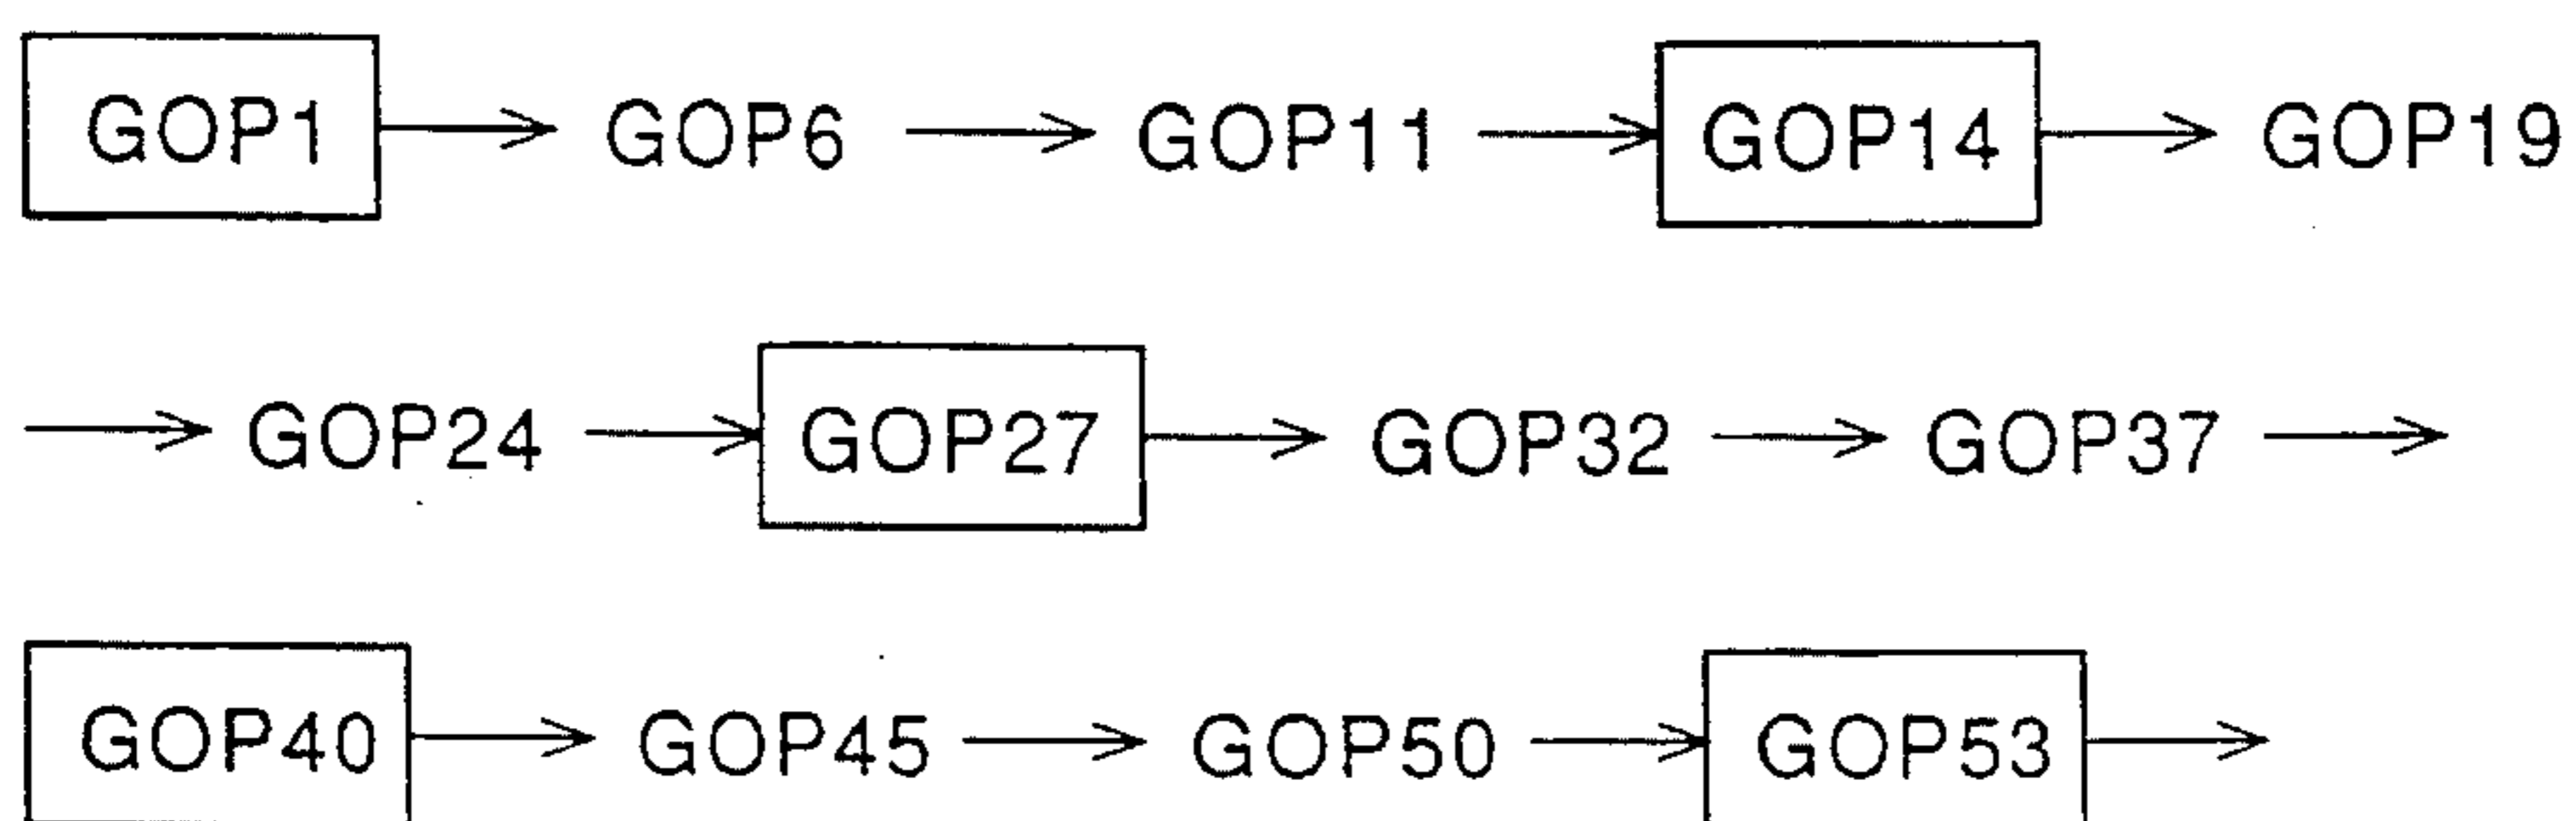 GOP1 → GOP6 → GOP11 → GOP14 → GOP19
→ GOP24 → GOP27 → GOP32 → GOP37 →
GOP40 → GOP45 → GOP50 → GOP53 →